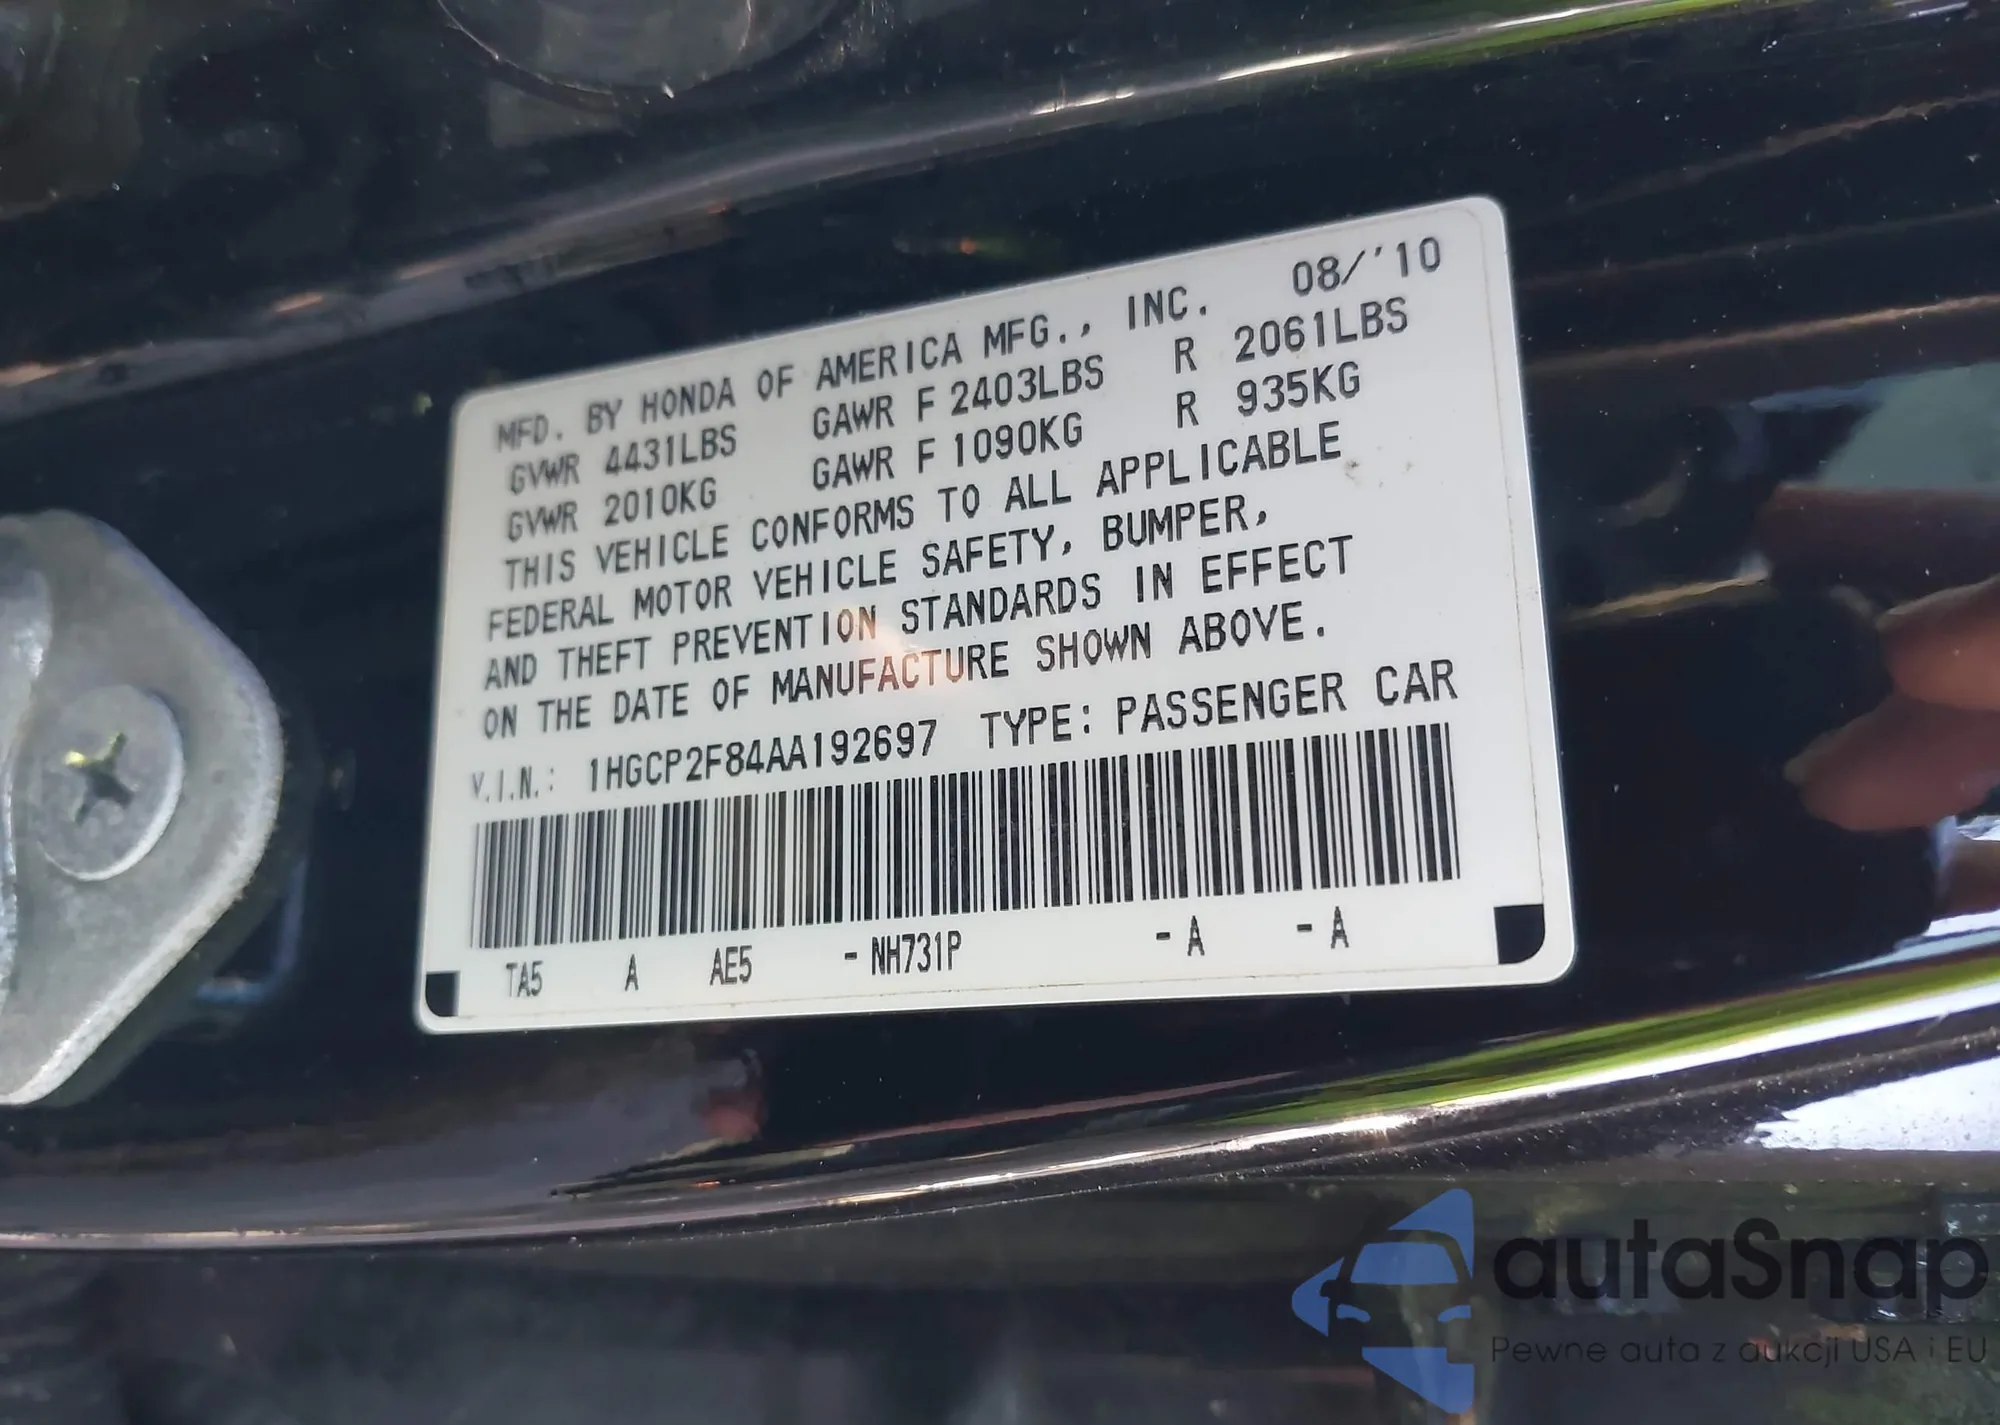 MFD. BY HONDA OF AMERICA MFG., INC. 08/'10
GVWR 4431LBS GAWR F 2403LBS R 2061LBS
GVWR 2010KG GAWR F 1090KG R 935KG
THIS VEHICLE CONFORMS TO ALL APPLICABLE
FEDERAL MOTOR VEHICLE SAFETY, BUMPER,
AND THEFT PREVENTION STANDARDS IN EFFECT
ON THE DATE OF MANUFACTURE SHOWN ABOVE.
V.I.N.: 1HGCP2F84AA192697 TYPE: PASSENGER CAR
TA5 A AE5 -NH731P -A -A
autaSnap
Pewne auta z aukcji USA i EU